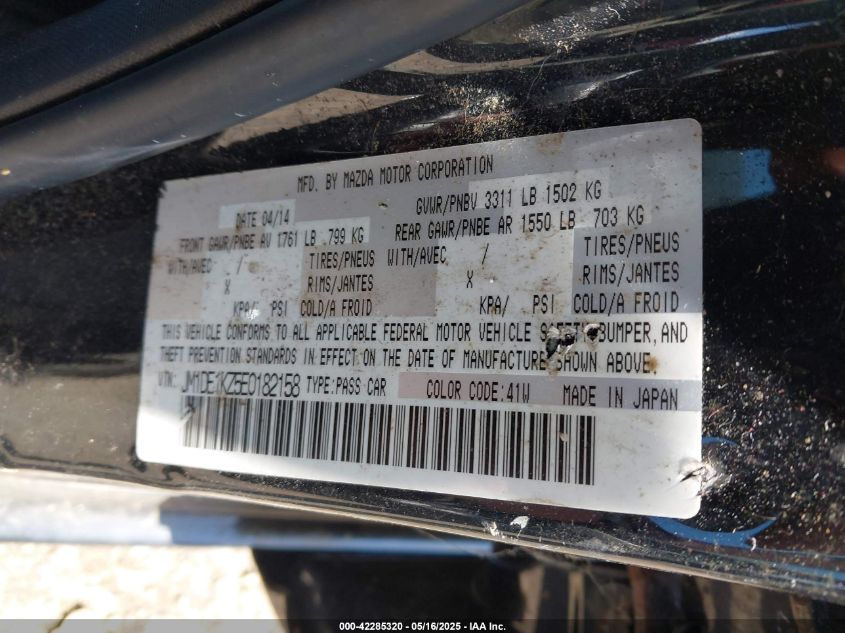 MFD. BY MAZDA MOTOR CORPORATION
DATE 04/14 GVWR/PNBV 3311 LB 1502 KG
FRONT GAWR/PNBE AV 1761 LB 799 KG REAR GAWR/PNBE AR 1550 LB 703 KG
WITH/AVEC / TIRES/PNEUS WITH/AVEC / TIRES/PNEUS
X RIMS/JANTES X RIMS/JANTES
KPA/ PSI COLD/A FROID KPA/ PSI COLD/A FROID
THIS VEHICLE CONFORMS TO ALL APPLICABLE FEDERAL MOTOR VEHICLE BUMPER, AND
THEFT PREVENTION STANDARDS IN EFFECT ON THE DATE OF MANUFACTURE SHOWN ABOVE.
VIN: JM1DE1KZ5E0182158 TYPE:PASS CAR COLOR CODE:41W MADE IN JAPAN
000-42285320 - 05/16/2025 - IAA Inc.